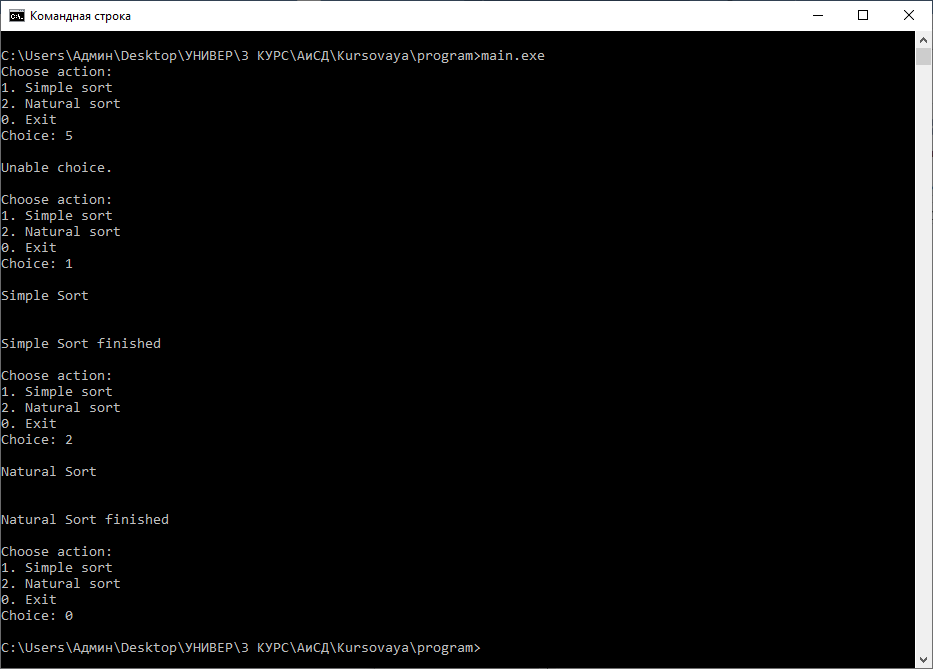 Командная строка
C:\Users\Админ\Desktop\УНИВЕР\3 КУРС\АиСД\Kursovaya\program>main.exe
Choose action:
1. Simple sort
2. Natural sort
0. Exit
Choice: 5
Unable choice.
Choose action:
1. Simple sort
2. Natural sort
0. Exit
Choice: 1
Simple Sort
Simple Sort finished
Choose action:
1. Simple sort
2. Natural sort
0. Exit
Choice: 2
Natural Sort
Natural Sort finished
Choose action:
1. Simple sort
2. Natural sort
0. Exit
Choice: 0
C:\Users\Админ\Desktop\УНИВЕР\3 КУРС\АиСД\Kursovaya\program>